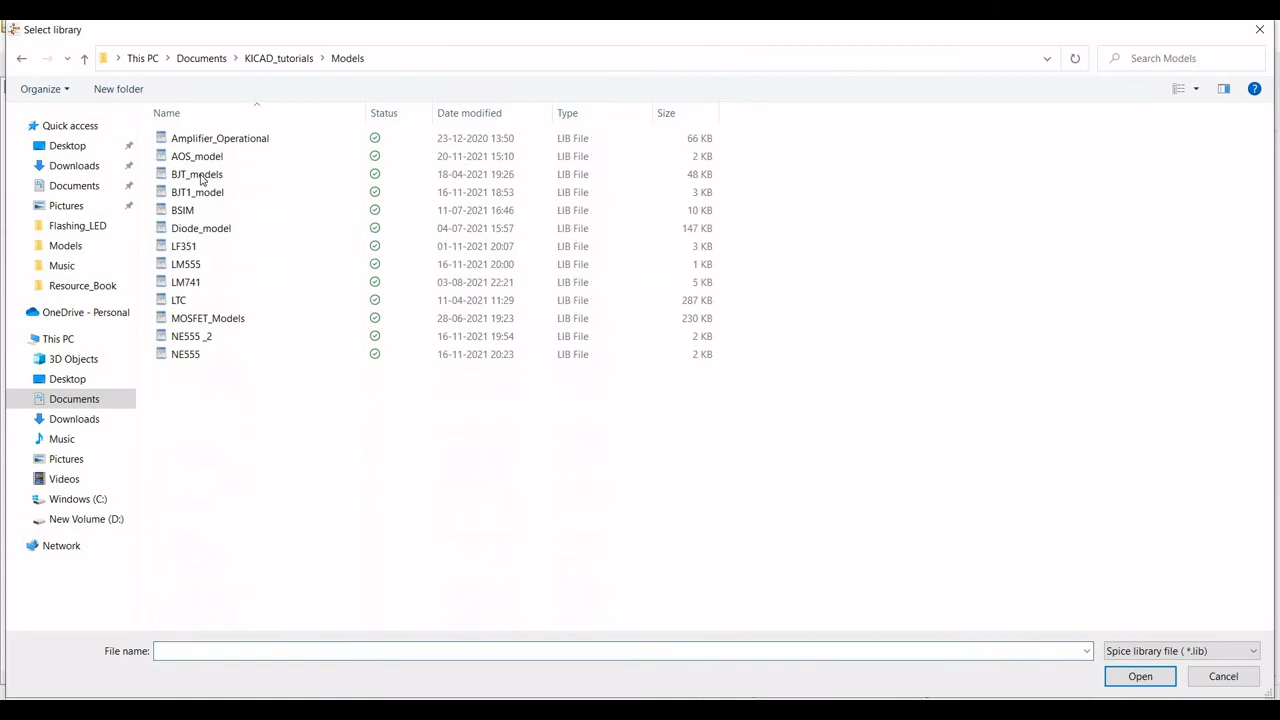 Select library
This PC > Documents > KICAD_tutorials > Models
Search Models
Organize
New folder
Name Status Date modified Type Size
Quick access
Desktop
Downloads
Documents
Pictures
Flashing_LED
Models
Music
Resource_Book
OneDrive - Personal
This PC
3D Objects
Desktop
Documents
Downloads
Music
Pictures
Videos
Windows (C:)
New Volume (D:)
Network
Amplifier_Operational 23-12-2020 13:50 LIB File 66 KB
AOS_model 20-11-2021 15:10 LIB File 2 KB
BJT_models 18-04-2021 19:26 LIB File 48 KB
BJT1_model 16-11-2021 18:53 LIB File 3 KB
BSIM 11-07-2021 16:46 LIB File 10 KB
Diode_model 04-07-2021 15:57 LIB File 147 KB
LF351 01-11-2021 20:07 LIB File 3 KB
LM555 16-11-2021 20:00 LIB File 1 KB
LM741 03-08-2021 22:21 LIB File 5 KB
LTC 11-04-2021 11:29 LIB File 287 KB
MOSFET_Models 28-06-2021 19:23 LIB File 230 KB
NE555 _2 16-11-2021 19:54 LIB File 2 KB
NE555 16-11-2021 20:23 LIB File 2 KB
File name:
Spice library file ( *.lib)
Open
Cancel